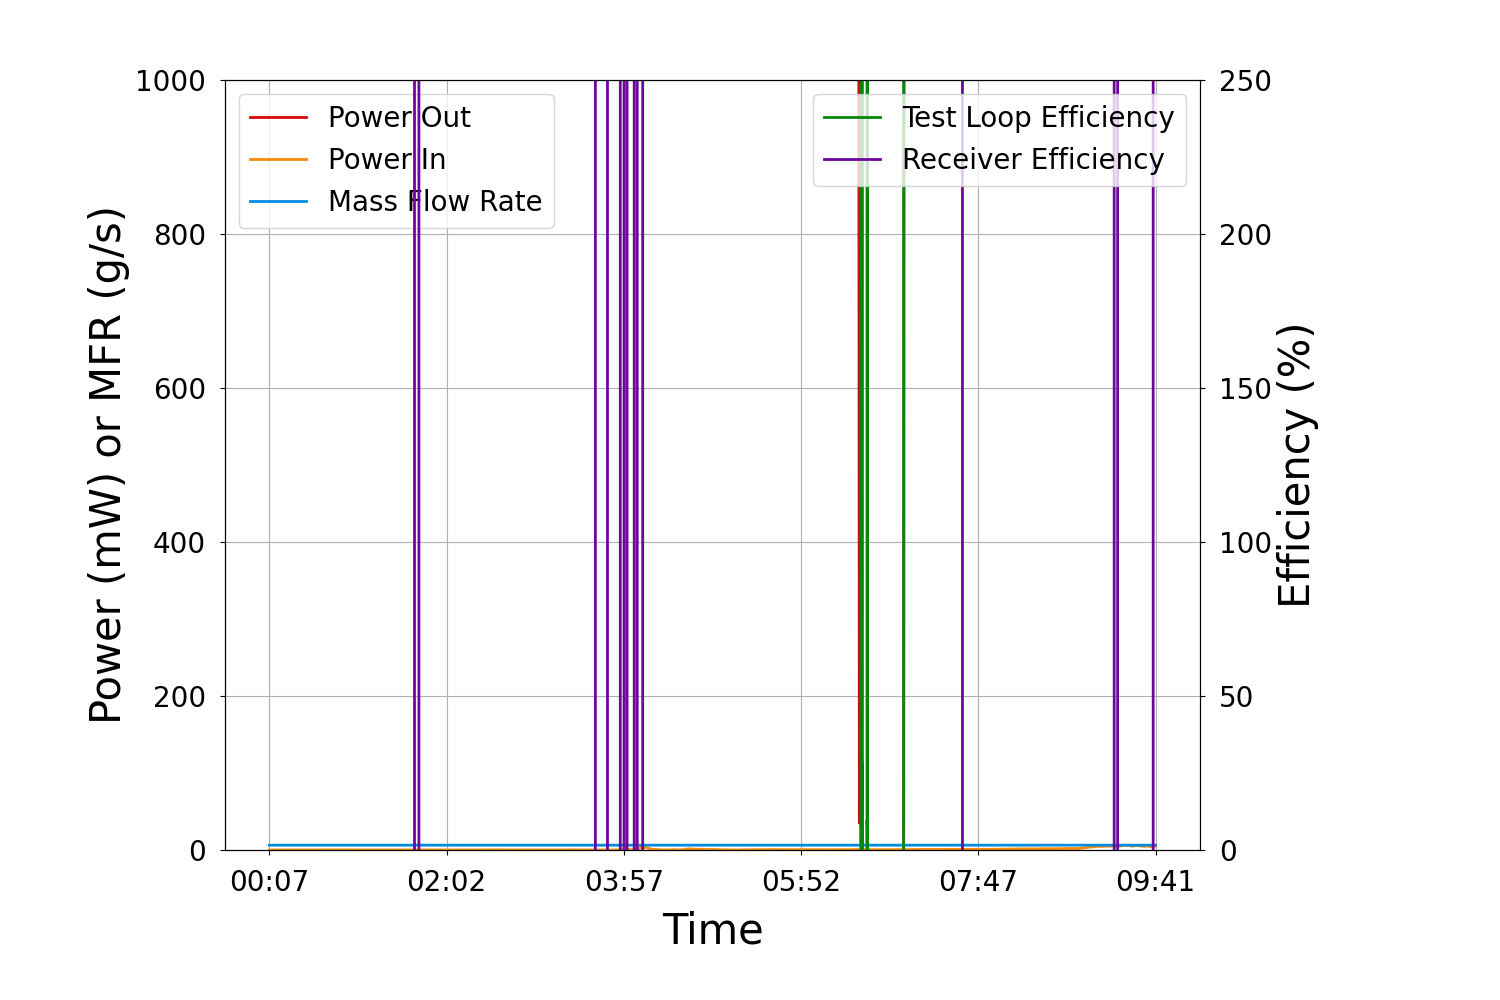 1000
800
600
400
200
0
Power (mW) or MFR (g/s)
Power Out
Power In
Mass Flow Rate
Test Loop Efficiency
Receiver Efficiency
250
200
150
100
50
0
Efficiency (%)
00:07 02:02 03:57 05:52 07:47 09:41
Time